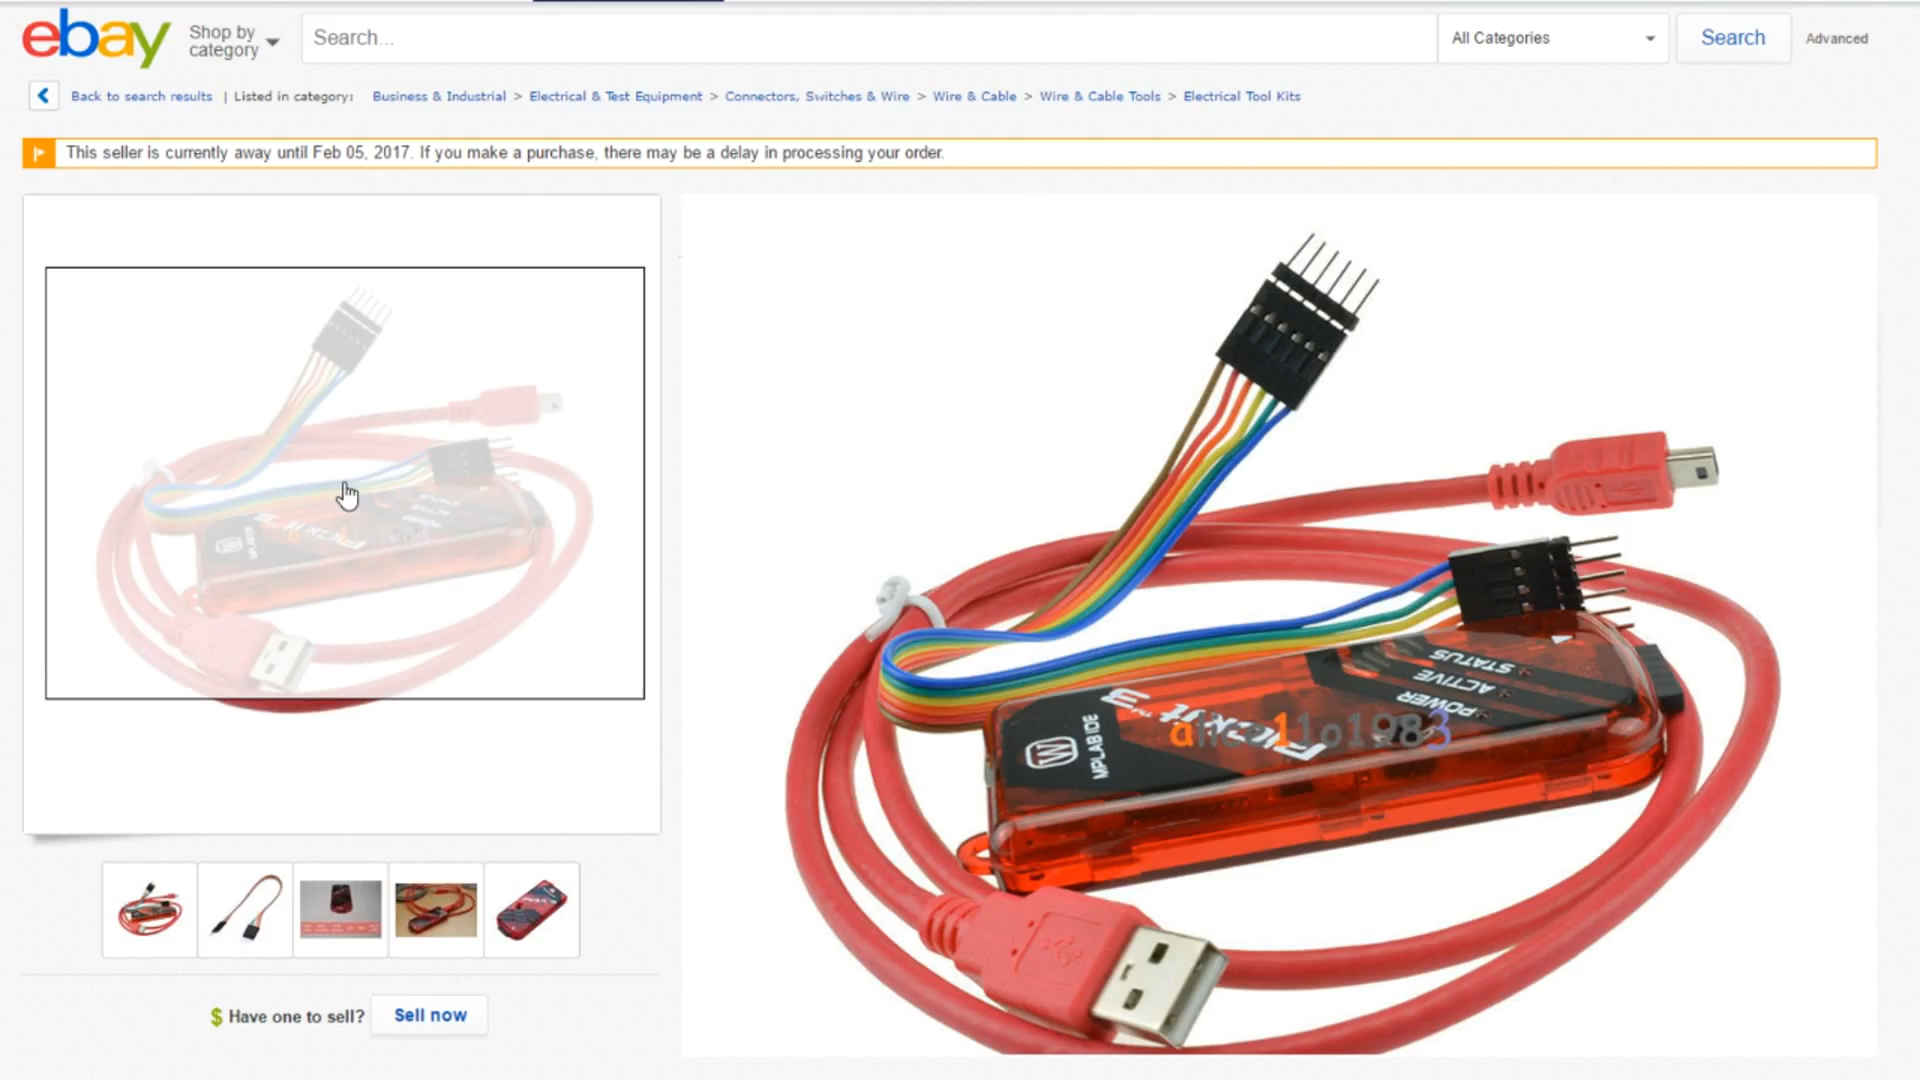 ebay
Shop by category
Search...
All Categories
Search
Advanced
Back to search results | Listed in category: Business & Industrial > Electrical & Test Equipment > Connectors, Switches & Wire > Wire & Cable > Wire & Cable Tools > Electrical Tool Kits
This seller is currently away until Feb 05, 2017. If you make a purchase, there may be a delay in processing your order.
STATUS
ACTIVE
POWER
PICkit™ 3
MPLAB IDE
$ Have one to sell? Sell now